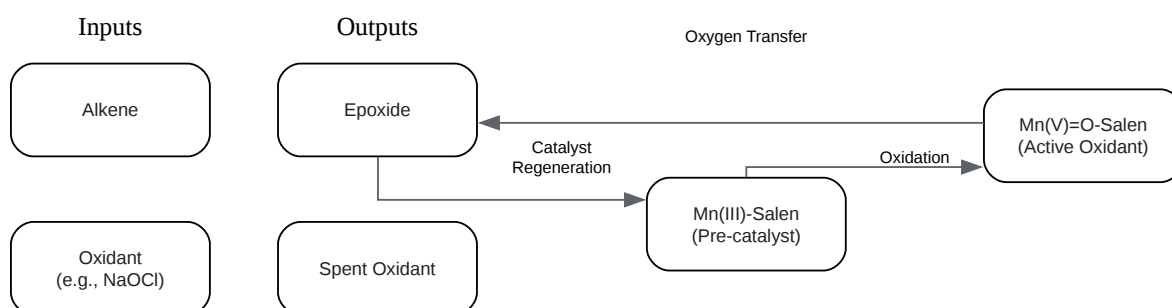 Inputs
Outputs
Oxygen Transfer
Alkene
Epoxide
Mn(V)=O-Salen
(Active Oxidant)
Catalyst
Regeneration
Oxidation
Mn(III)-Salen
(Pre-catalyst)
Oxidant
(e.g., NaOCl)
Spent Oxidant